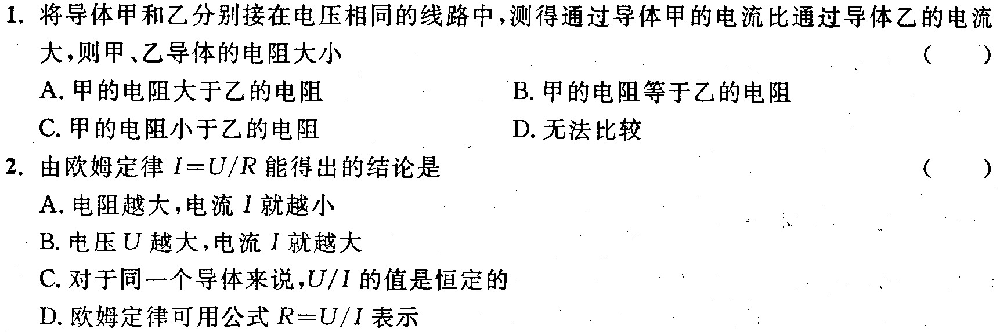 1. 将导体甲和乙分别接在电压相同的线路中,测得通过导体甲的电流比通过导体乙的电流
大,则甲、乙导体的电阻大小 (    )
A. 甲的电阻大于乙的电阻 B. 甲的电阻等于乙的电阻
C. 甲的电阻小于乙的电阻 D. 无法比较
2. 由欧姆定律 I=U/R 能得出的结论是 (    )
A. 电阻越大,电流 I 就越小
B. 电压 U 越大,电流 I 就越大
C. 对于同一个导体来说,U/I 的值是恒定的
D. 欧姆定律可用公式 R=U/I 表示